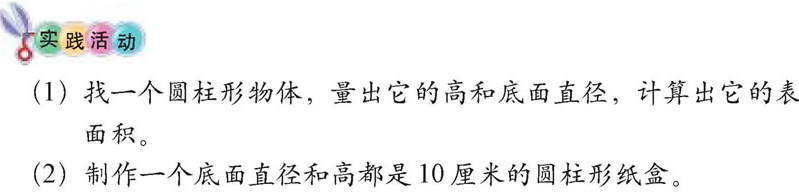 实践活动
(1) 找一个圆柱形物体，量出它的高和底面直径，计算出它的表
面积。
(2) 制作一个底面直径和高都是10厘米的圆柱形纸盒。